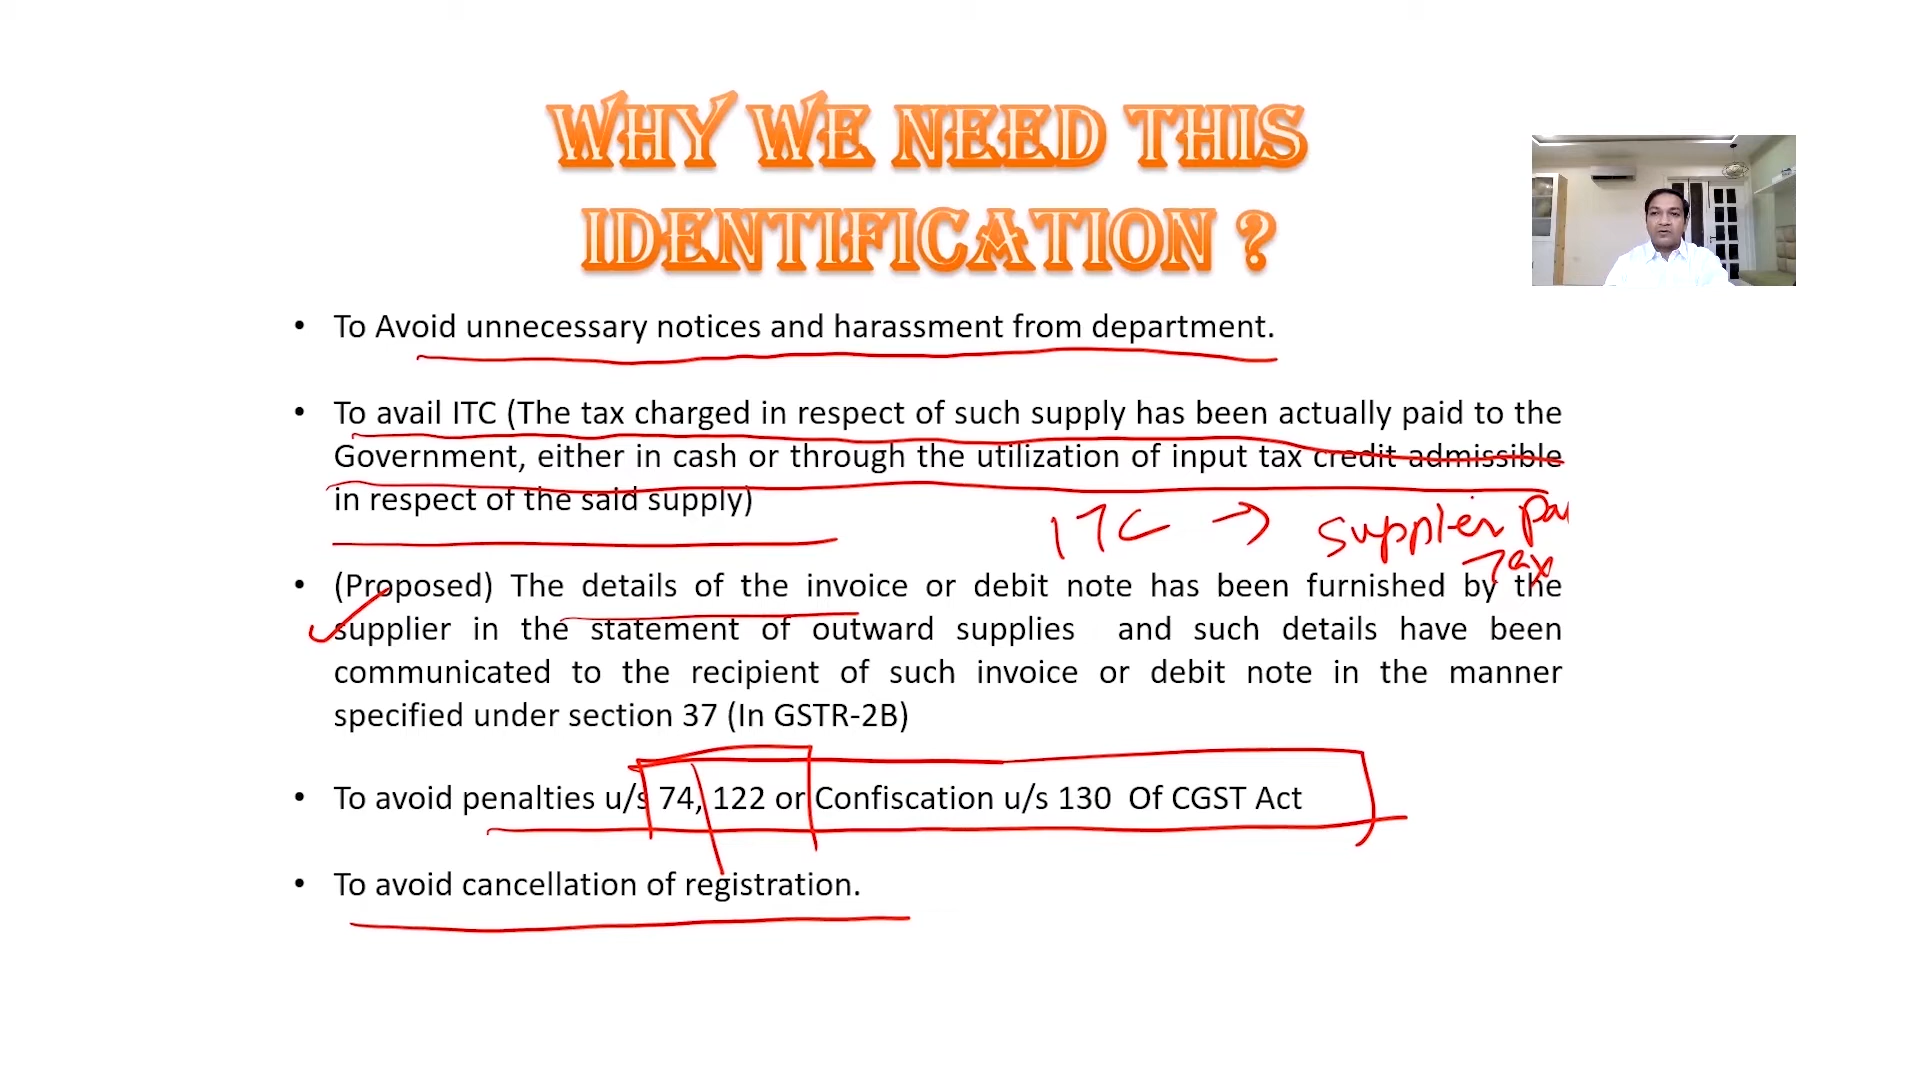 WHY WE NEED THIS
IDENTIFICATION ?
• To Avoid unnecessary notices and harassment from department.
• To avail ITC (The tax charged in respect of such supply has been actually paid to the
Government, either in cash or through the utilization of input tax credit admissible
in respect of the said supply)
ITC → Supplier Pa
Tax
• (Proposed) The details of the invoice or debit note has been furnished by the
supplier in the statement of outward supplies and such details have been
communicated to the recipient of such invoice or debit note in the manner
specified under section 37 (In GSTR-2B)
• To avoid penalties u/s 74, 122 or Confiscation u/s 130 Of CGST Act
• To avoid cancellation of registration.